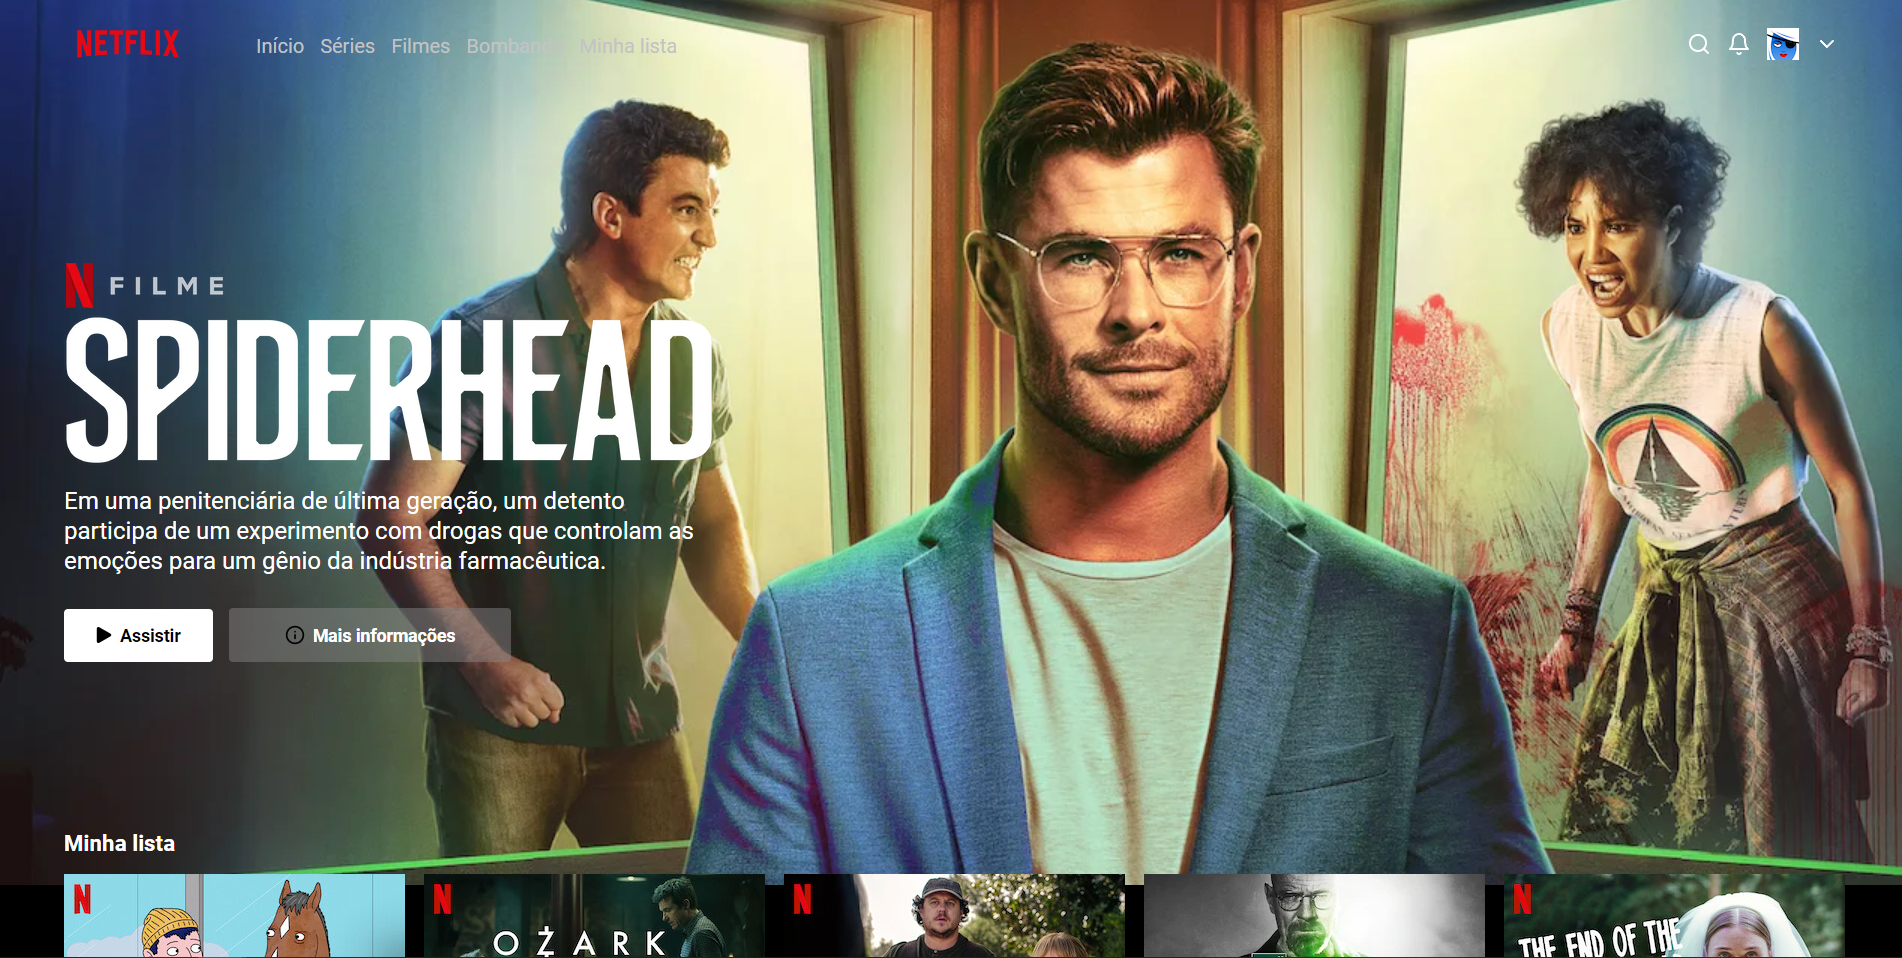 NETFLIX
Início Séries Filmes Bombando Minha lista
N FILME
SPIDERHEAD
Em uma penitenciária de última geração, um detento
participa de um experimento com drogas que controlam as
emoções para um gênio da indústria farmacêutica.
Assistir Mais informações
Minha lista
N N N N
OZARK
THE END OF THE